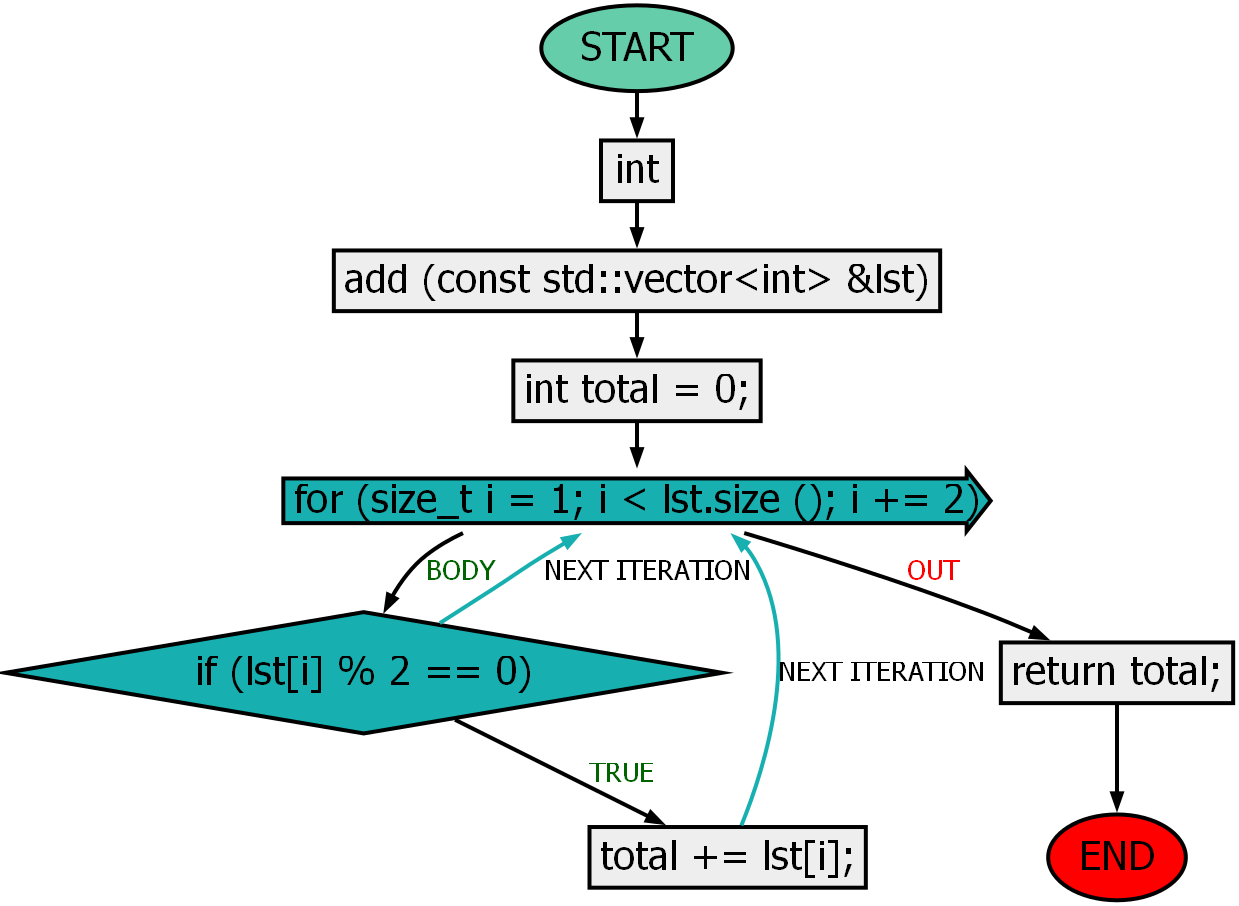 START
int
add (const std::vector<int> &lst)
int total = 0;
for (size_t i = 1; i < lst.size (); i += 2)
BODY
NEXT ITERATION
OUT
if (lst[i] % 2 == 0)
NEXT ITERATION
return total;
TRUE
total += lst[i];
END